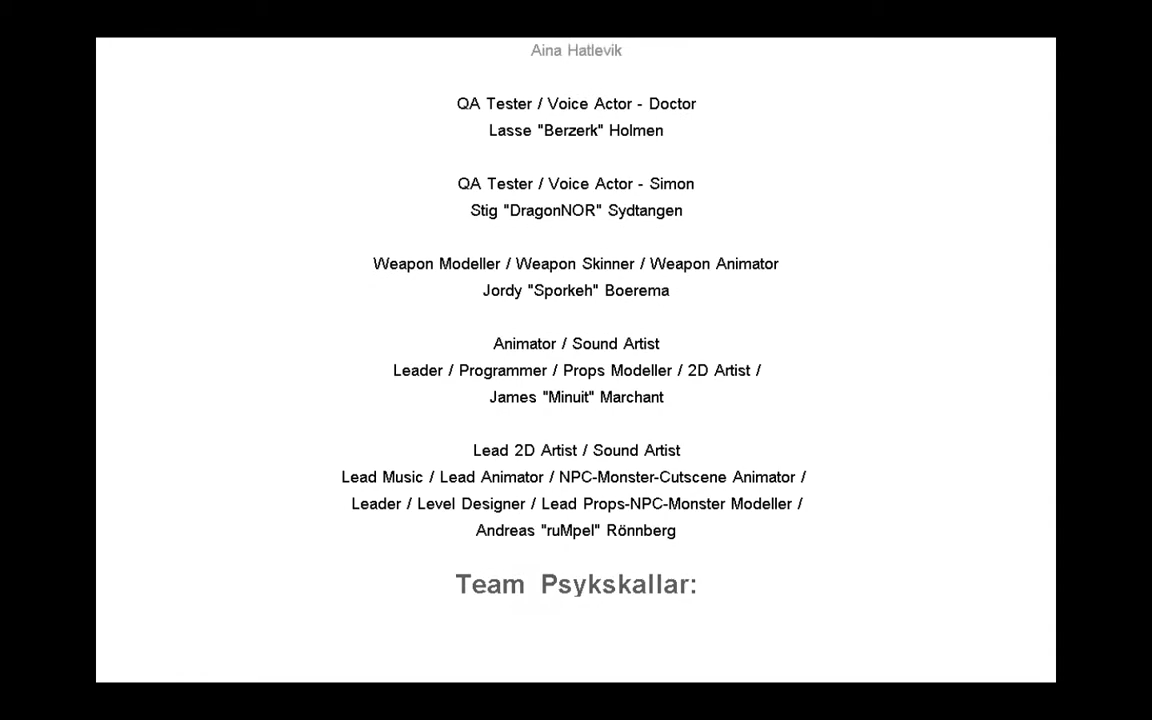 Aina Hatlevik
QA Tester / Voice Actor - Doctor
Lasse "Berzerk" Holmen
QA Tester / Voice Actor - Simon
Stig "DragonNOR" Sydtangen
Weapon Modeller / Weapon Skinner / Weapon Animator
Jordy "Sporkeh" Boerema
Animator / Sound Artist
Leader / Programmer / Props Modeller / 2D Artist /
James "Minuit" Marchant
Lead 2D Artist / Sound Artist
Lead Music / Lead Animator / NPC-Monster-Cutscene Animator /
Leader / Level Designer / Lead Props-NPC-Monster Modeller /
Andreas "ruMpel" Rönnberg
Team Psykskallar: